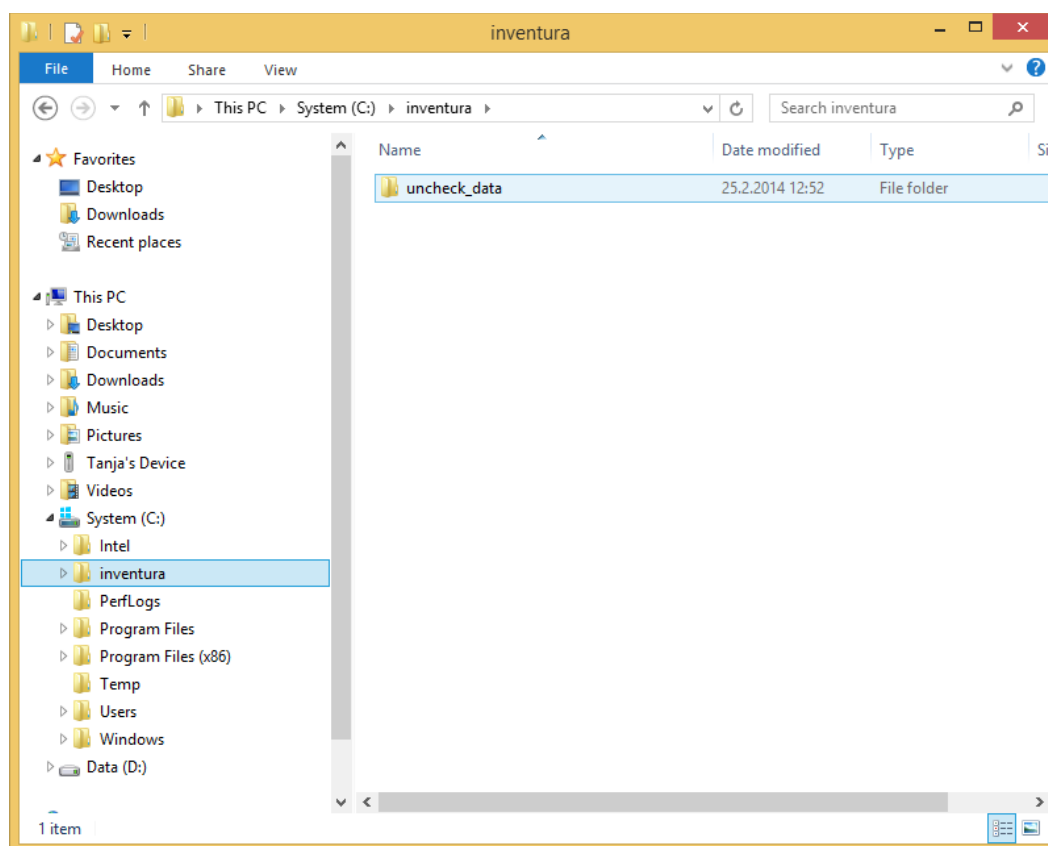 inventura
File Home Share View
This PC System (C:) inventura Search inventura
Name Date modified Type Si
Favorites
uncheck_data 25.2.2014 12:52 File folder
Desktop
Downloads
Recent places
This PC
Desktop
Documents
Downloads
Music
Pictures
Tanja's Device
Videos
System (C:)
Intel
inventura
PerfLogs
Program Files
Program Files (x86)
Temp
Users
Windows
Data (D:)
1 item